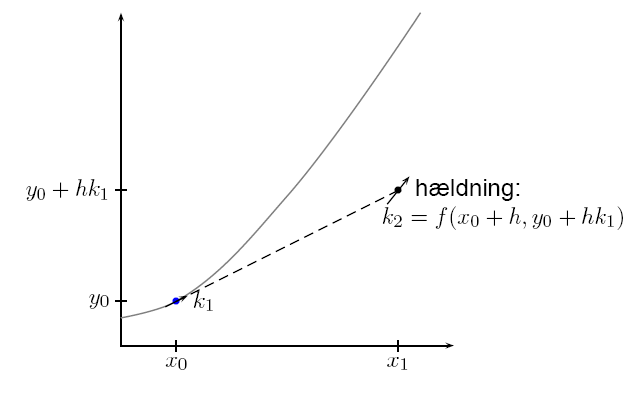 y₀ + hk₁
hældning:
k₂ = f(x₀ + h, y₀ + hk₁)
y₀
k₁
x₀
x₁